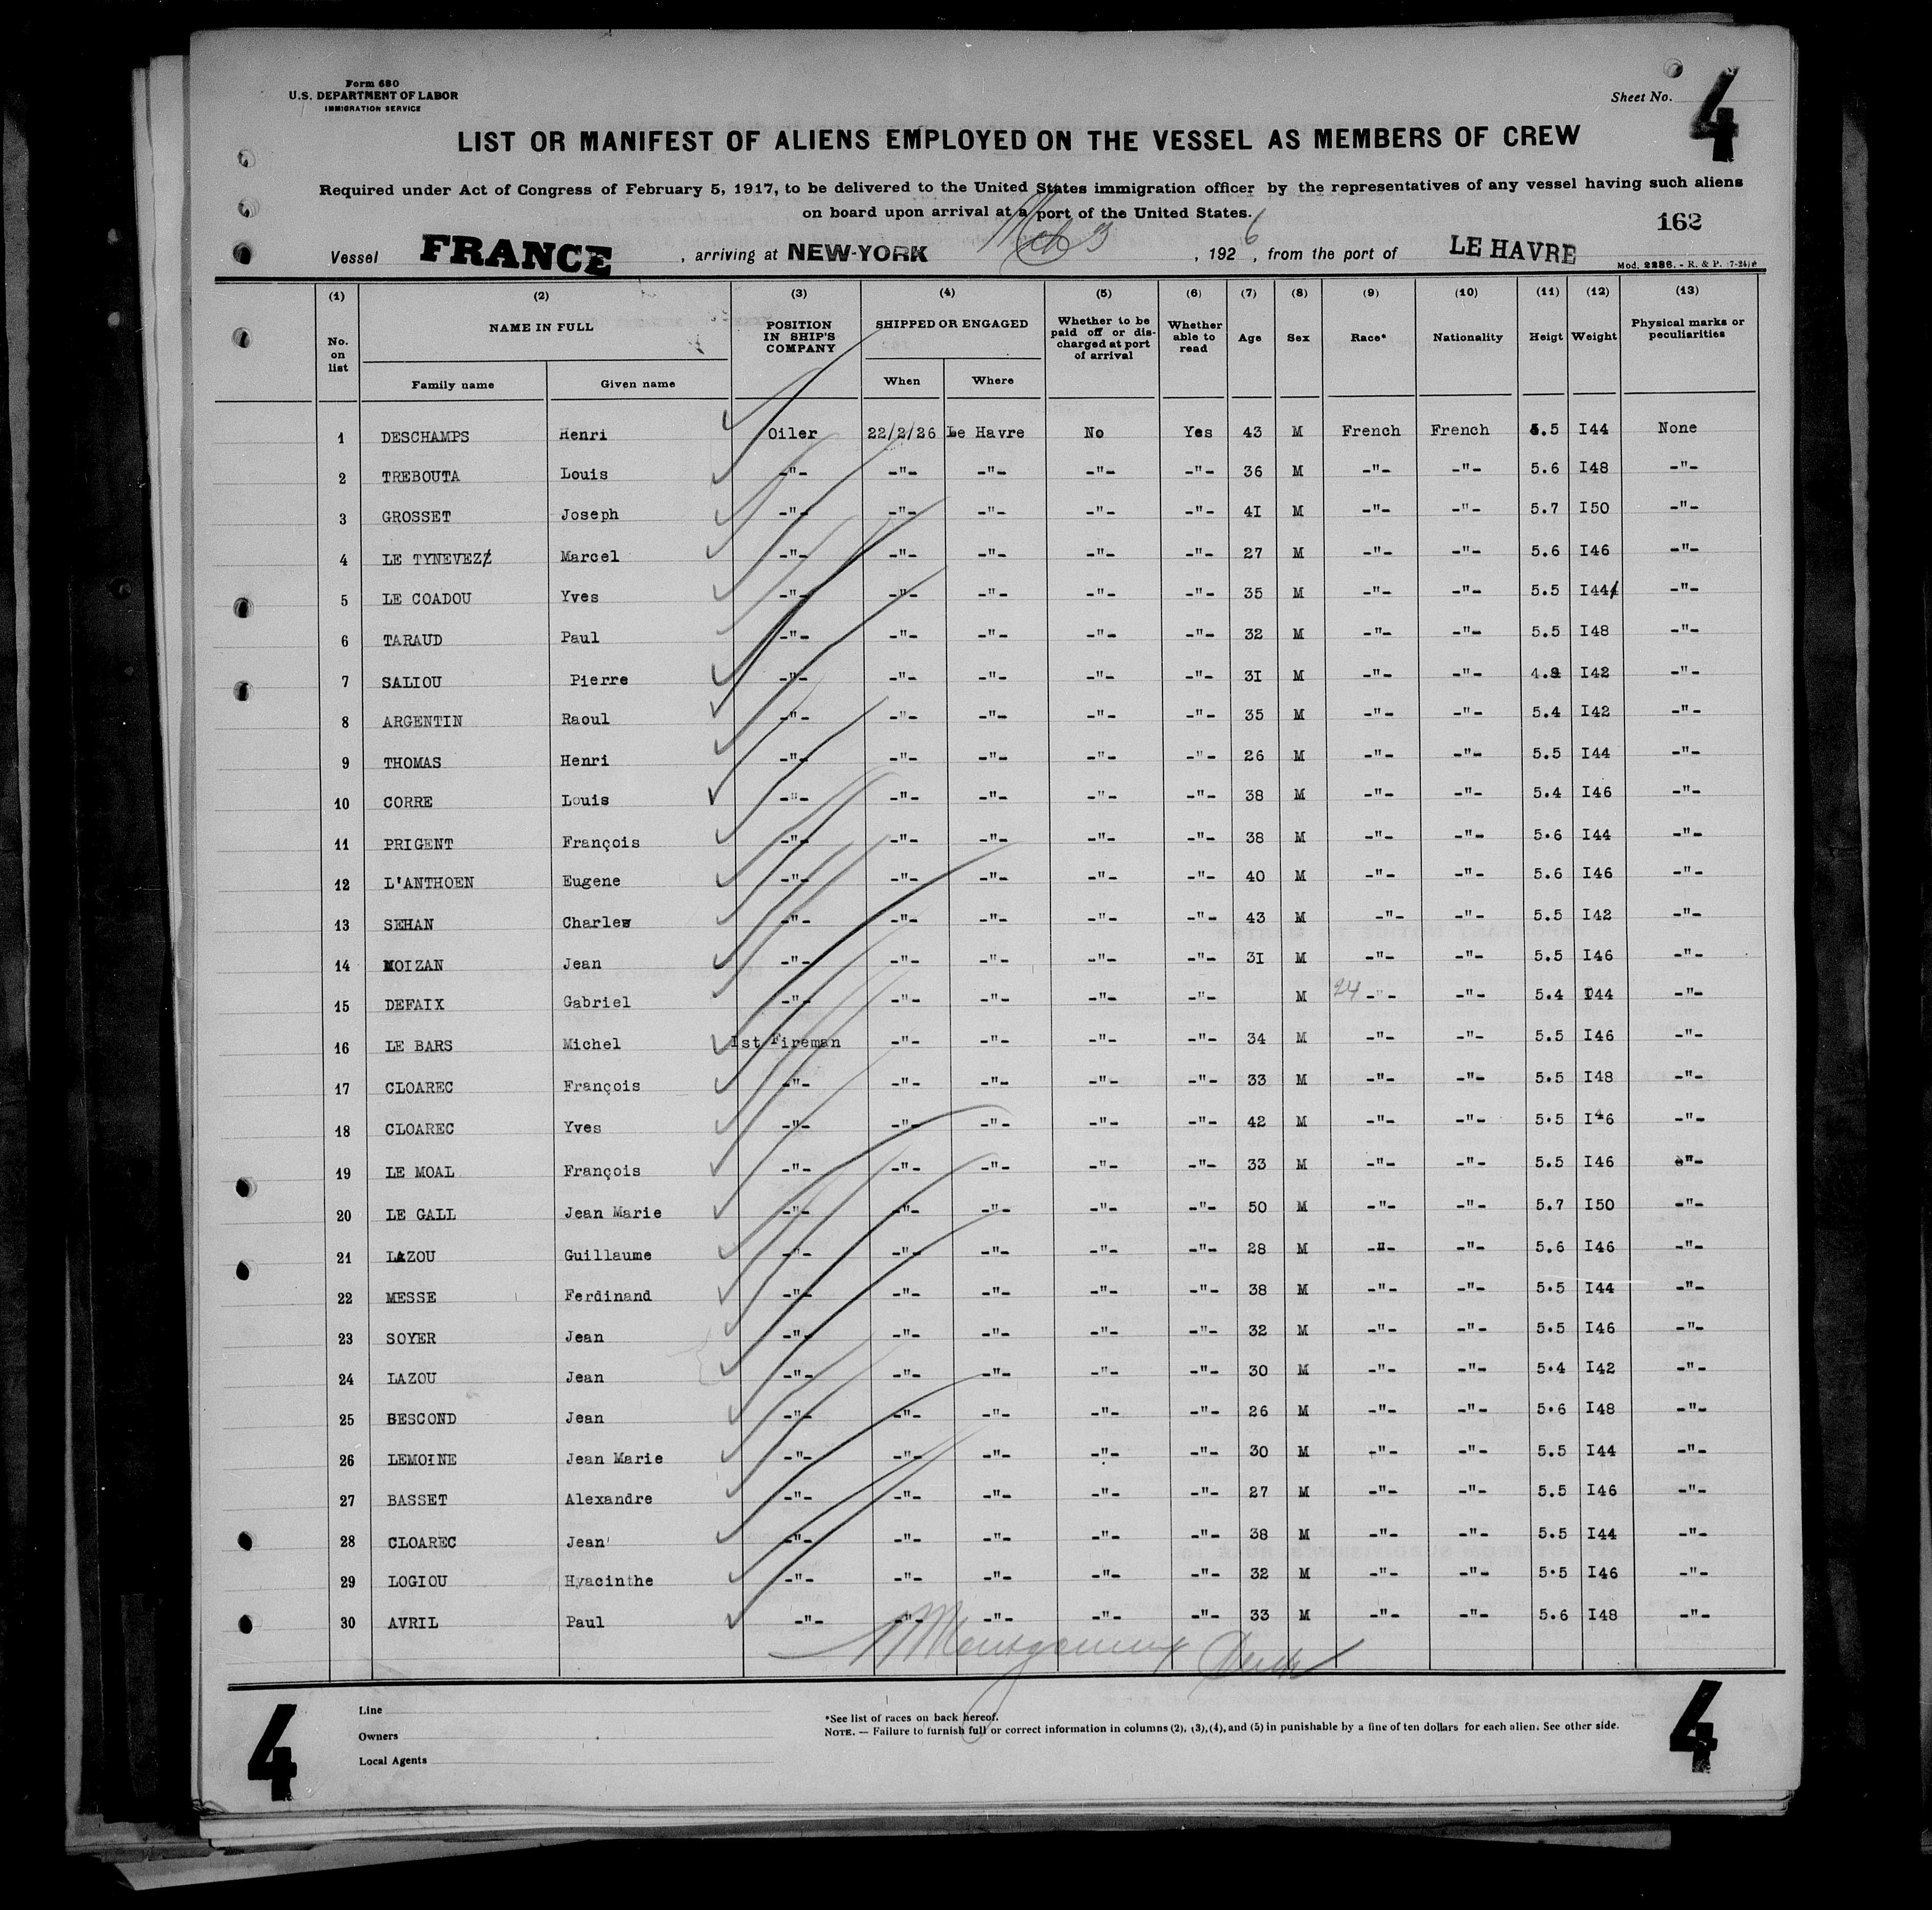 Form 680
U.S. DEPARTMENT OF LABOR
IMMIGRATION SERVICE
Sheet No. 4
LIST OR MANIFEST OF ALIENS EMPLOYED ON THE VESSEL AS MEMBERS OF CREW
Required under Act of Congress of February 5, 1917, to be delivered to the United States immigration officer by the representatives of any vessel having such aliens
on board upon arrival at a port of the United States.
162
Vessel FRANCE, arriving at NEW-YORK Mch 3, 1926, from the port of LE HAVRE
Mod. 2286. - R. & P. (7-24)
(1) (2) (3) (4) (5) (6) (7) (8) (9) (10) (11) (12) (13)
No. on list NAME IN FULL Family name Given name POSITION IN SHIP'S COMPANY SHIPPED OR ENGAGED When Where Whether to be paid off or discharged at port of arrival Whether able to read Age Sex Race* Nationality Heigt Weight Physical marks or peculiarities
1 DESCHAMPS Henri Oiler 22/2/26 Le Havre No Yes 43 M French French 5.5 I44 None
2 TREBOUTA Louis -"- -"- -"- -"- -"- 36 M -"- -"- 5.6 I48 -"-
3 GROSSET Joseph -"- -"- -"- -"- -"- 4I M -"- -"- 5.7 I50 -"-
4 LE TYNEVEZ Marcel -"- -"- -"- -"- -"- 27 M -"- -"- 5.6 I46 -"-
5 LE COADOU Yves -"- -"- -"- -"- -"- 35 M -"- -"- 5.5 I44 -"-
6 TARAUD Paul -"- -"- -"- -"- -"- 32 M -"- -"- 5.5 I48 -"-
7 SALIOU Pierre -"- -"- -"- -"- -"- 3I M -"- -"- I42 -"-
8 ARGENTIN Raoul -"- -"- -"- -"- -"- 35 M -"- -"- 5.4 I42 -"-
9 THOMAS Henri -"- -"- -"- -"- -"- 26 M -"- -"- 5.5 I44 -"-
10 CORRE Louis -"- -"- -"- -"- -"- 38 M -"- -"- 5.4 I46 -"-
11 PRIGENT François -"- -"- -"- -"- -"- 38 M -"- -"- 5.6 I44 -"-
12 L'ANTHOEN Eugene -"- -"- -"- -"- -"- 40 M -"- -"- 5.6 I46 -"-
13 SEHAN Charles -"- -"- -"- -"- -"- 43 M -"- -"- 5.5 I42 -"-
14 MOIZAN Jean -"- -"- -"- -"- -"- 3I M -"- -"- 5.5 I46 -"-
15 DEFAIX Gabriel -"- -"- -"- -"- -"- M 24 -"- -"- 5.4 I44 -"-
16 LE BARS Michel Ist Fireman -"- -"- -"- -"- 34 M -"- -"- 5.5 I46 -"-
17 CLOAREC François -"- -"- -"- -"- -"- 33 M -"- -"- 5.5 I48 -"-
18 CLOAREC Yves -"- -"- -"- -"- -"- 42 M -"- -"- 5.5 I46 -"-
19 LE MOAL François -"- -"- -"- -"- -"- 33 M -"- -"- 5.5 I46 -"-
20 LE GALL Jean Marie -"- -"- -"- -"- -"- 50 M -"- -"- 5.7 I50 -"-
21 LAZOU Guillaume -"- -"- -"- -"- -"- 28 M -"- -"- 5.6 I46 -"-
22 MESSE Ferdinand -"- -"- -"- -"- -"- 38 M -"- -"- 5.5 I44 -"-
23 SOYER Jean -"- -"- -"- -"- -"- 32 M -"- -"- 5.5 I46 -"-
24 LAZOU Jean -"- -"- -"- -"- -"- 30 M -"- -"- 5.4 I42 -"-
25 BESCOND Jean -"- -"- -"- -"- -"- 26 M -"- -"- 5.6 I48 -"-
26 LEMOINE Jean Marie -"- -"- -"- -"- -"- 30 M -"- -"- 5.5 I44 -"-
27 BASSET Alexandre -"- -"- -"- -"- -"- 27 M -"- -"- 5.5 I46 -"-
28 CLOAREC Jean -"- -"- -"- -"- -"- 38 M -"- -"- 5.5 I44 -"-
29 LOGIOU Hyacinthe -"- -"- -"- -"- -"- 32 M -"- -"- 5.5 I46 -"-
30 AVRIL Paul -"- -"- -"- -"- -"- 33 M -"- -"- 5.6 I48 -"-
Montgomery
4
Line
Owners
Local Agents
*See list of races on back hereof.
NOTE. — Failure to furnish full or correct information in columns (2), (3), (4), and (5) in punishable by a fine of ten dollars for each alien. See other side.
4